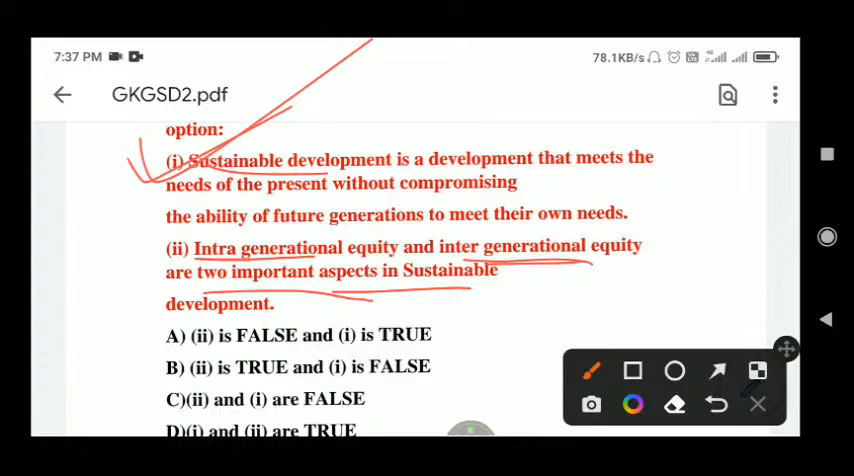 7:37 PM
78.1KB/s
4G
GKGSD2.pdf
option:
(i) Sustainable development is a development that meets the
needs of the present without compromising
the ability of future generations to meet their own needs.
(ii) Intra generational equity and inter generational equity
are two important aspects in Sustainable
development.
A) (ii) is FALSE and (i) is TRUE
B) (ii) is TRUE and (i) is FALSE
C)(ii) and (i) are FALSE
D)(i) and (ii) are TRUE